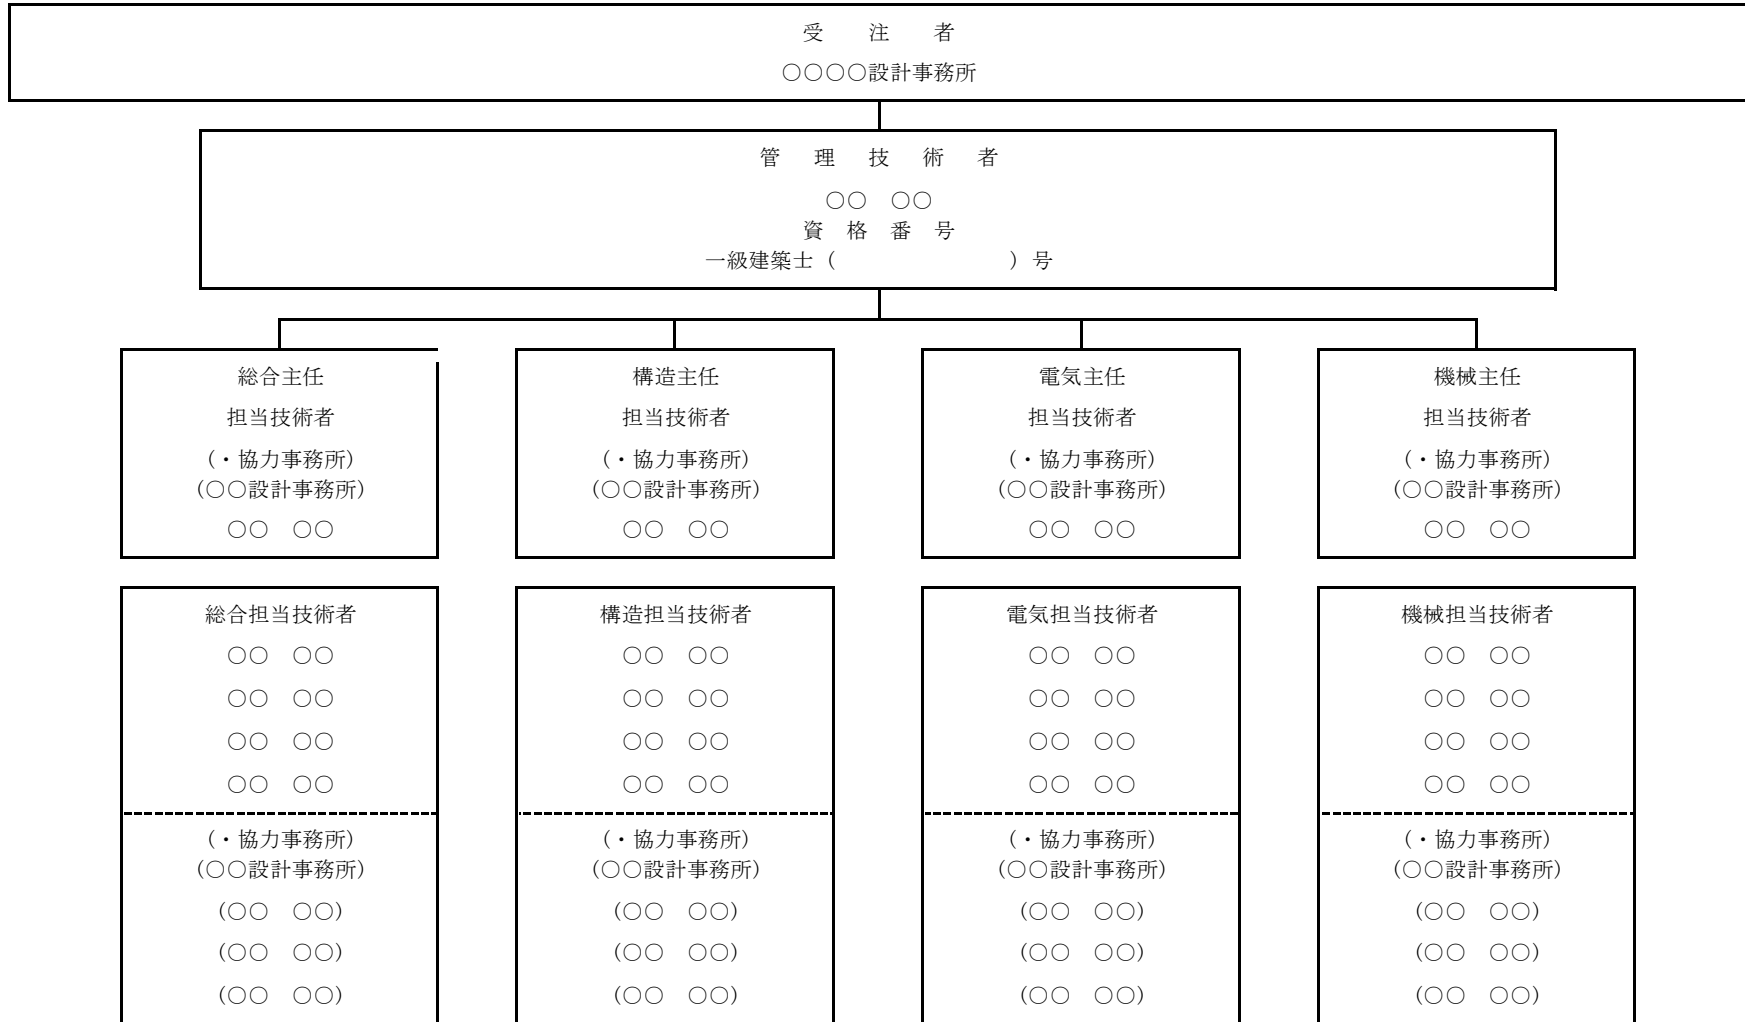 受　注　者
○○○○設計事務所
管　理　技　術　者
○○　○○
資　格　番　号
一級建築士（　　　　　　　　）号
総合主任
担当技術者
（・協力事務所）
（○○設計事務所）
○○　○○
構造主任
担当技術者
（・協力事務所）
（○○設計事務所）
○○　○○
電気主任
担当技術者
（・協力事務所）
（○○設計事務所）
○○　○○
機械主任
担当技術者
（・協力事務所）
（○○設計事務所）
○○　○○
総合担当技術者
○○　○○
○○　○○
○○　○○
○○　○○
（・協力事務所）
（○○設計事務所）
（○○　○○）
（○○　○○）
（○○　○○）
構造担当技術者
○○　○○
○○　○○
○○　○○
○○　○○
（・協力事務所）
（○○設計事務所）
（○○　○○）
（○○　○○）
（○○　○○）
電気担当技術者
○○　○○
○○　○○
○○　○○
○○　○○
（・協力事務所）
（○○設計事務所）
（○○　○○）
（○○　○○）
（○○　○○）
機械担当技術者
○○　○○
○○　○○
○○　○○
○○　○○
（・協力事務所）
（○○設計事務所）
（○○　○○）
（○○　○○）
（○○　○○）